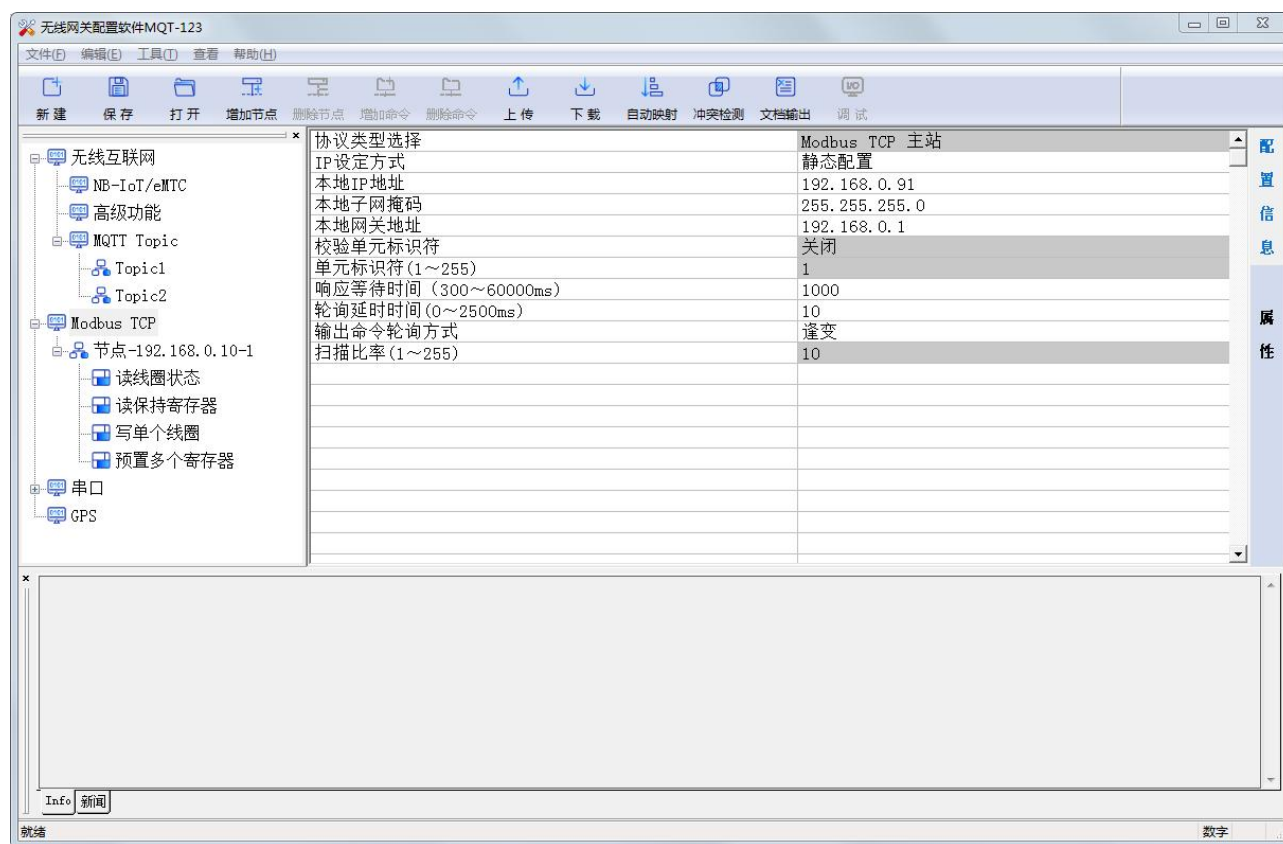 无线网关配置软件MQT-123
文件(F) 编辑(E) 工具(T) 查看 帮助(H)
新建 保存 打开 增加节点 删除节点 增加命令 删除命令 上传 下载 自动映射 冲突检测 文档输出 调试
无线互联网
NB-IoT/eMTC
高级功能
MQTT Topic
Topic1
Topic2
Modbus TCP
节点-192.168.0.10-1
读线圈状态
读保持寄存器
写单个线圈
预置多个寄存器
串口
GPS
协议类型选择 Modbus TCP 主站
IP设定方式 静态配置
本地IP地址 192.168.0.91
本地子网掩码 255.255.255.0
本地网关地址 192.168.0.1
校验单元标识符 关闭
单元标识符(1～255) 1
响应等待时间（300～60000ms） 1000
轮询延时时间(0～2500ms) 10
输出命令轮询方式 逢变
扫描比率(1～255) 10
配置信息
属性
Info 新闻
就绪 数字